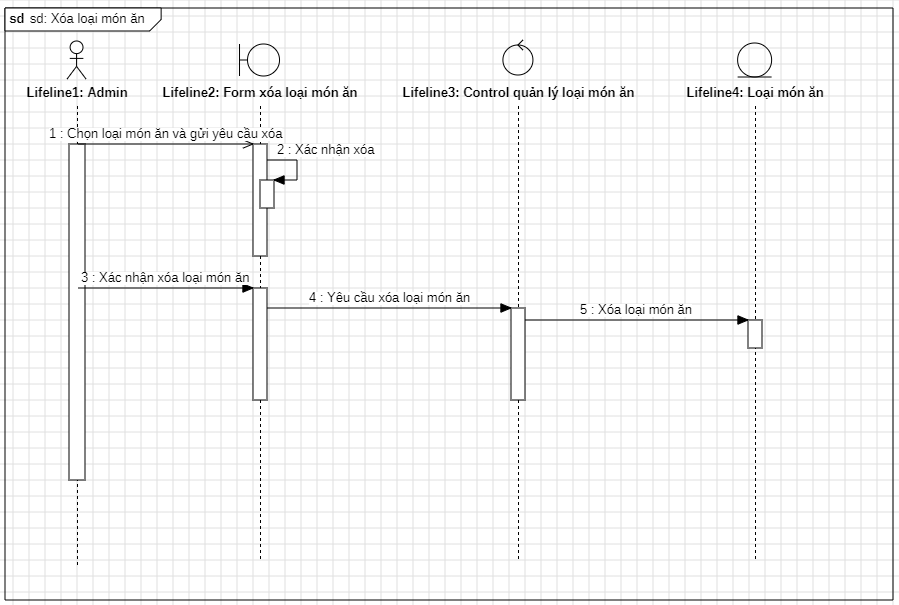 sd sd: Xóa loại món ăn
Lifeline1: Admin
Lifeline2: Form xóa loại món ăn
Lifeline3: Control quản lý loại món ăn
Lifeline4: Loại món ăn
1 : Chọn loại món ăn và gửi yêu cầu xóa
2 : Xác nhận xóa
3 : Xác nhận xóa loại món ăn
4 : Yêu cầu xóa loại món ăn
5 : Xóa loại món ăn